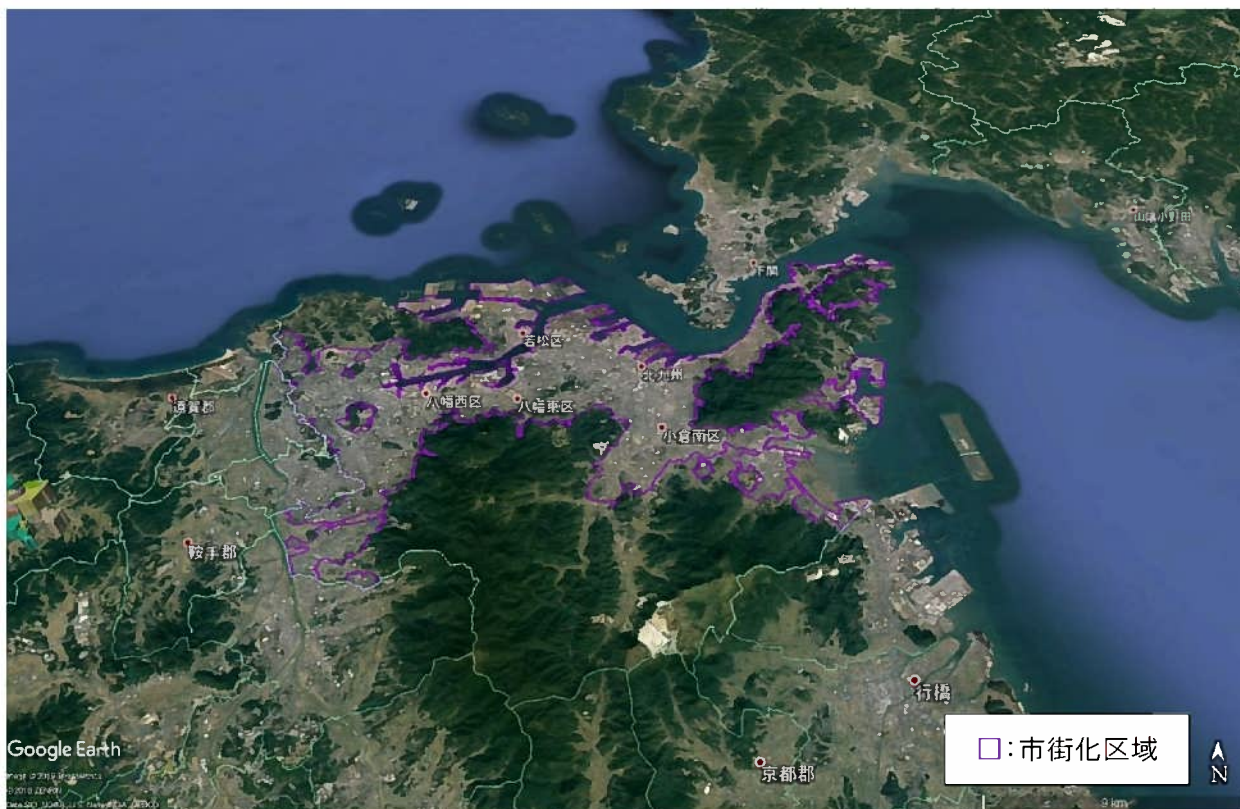 山陽小野田
下関
若松区
北九州
八幡西区
八幡東区
遠賀郡
小倉南区
鞍手郡
行橋
□:市街化区域
Google Earth
京都郡
N
9 km